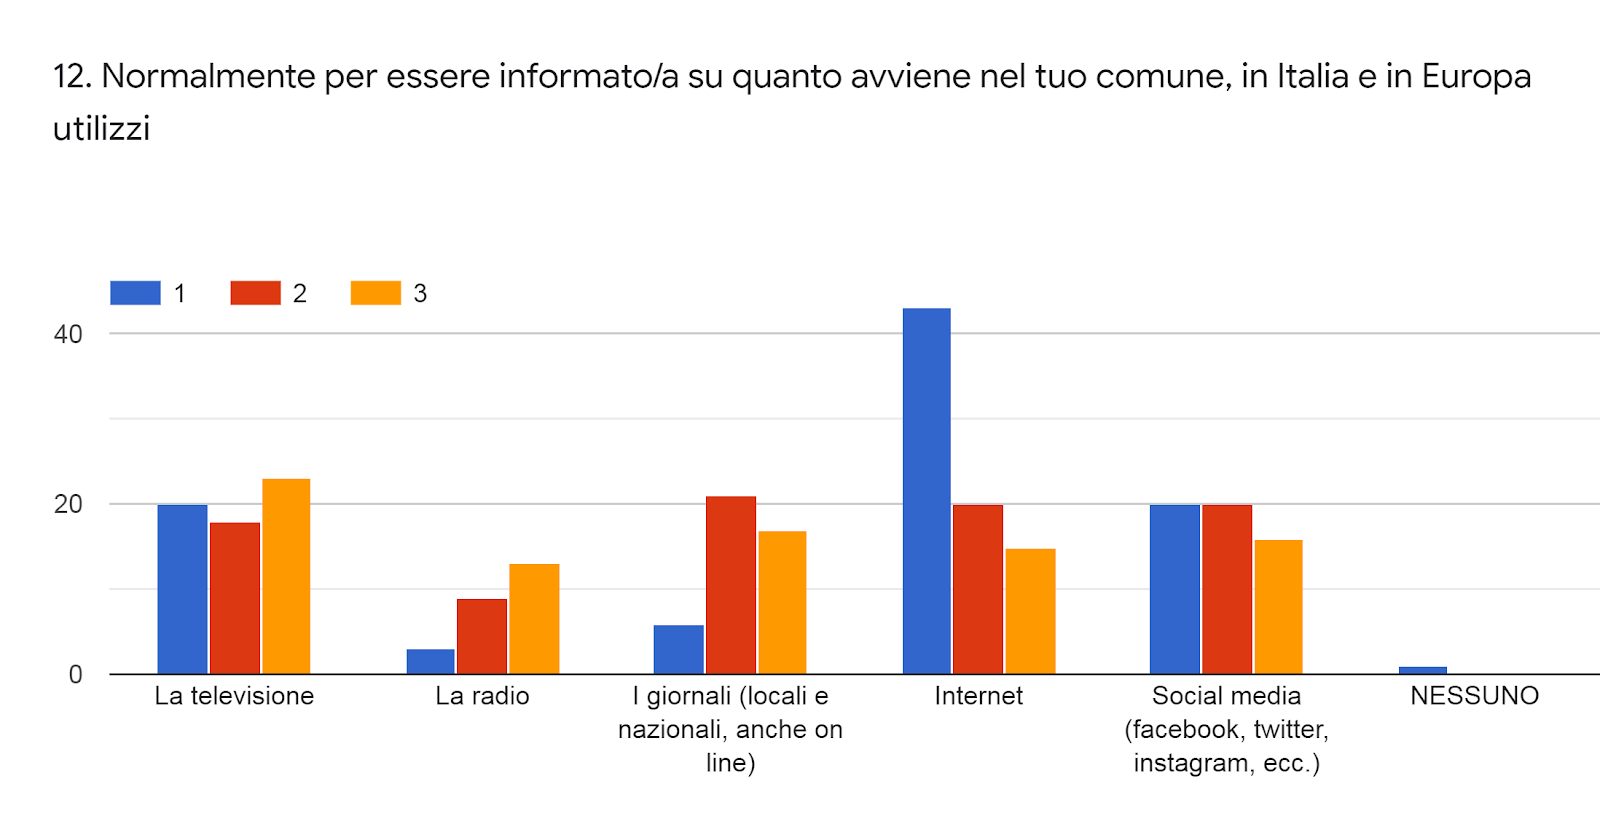 12. Normalmente per essere informato/a su quanto avviene nel tuo comune, in Italia e in Europa
utilizzi
1 2 3
40
20
0
La televisione
La radio
I giornali (locali e
nazionali, anche on
line)
Internet
Social media
(facebook, twitter,
instagram, ecc.)
NESSUNO